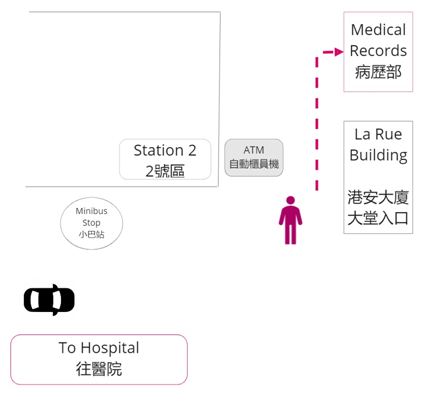 Medical
Records
病歷部
Station 2
2號區
ATM
自動櫃員機
La Rue
Building
港安大廈
大堂入口
Minibus
Stop
小巴站
To Hospital
往醫院